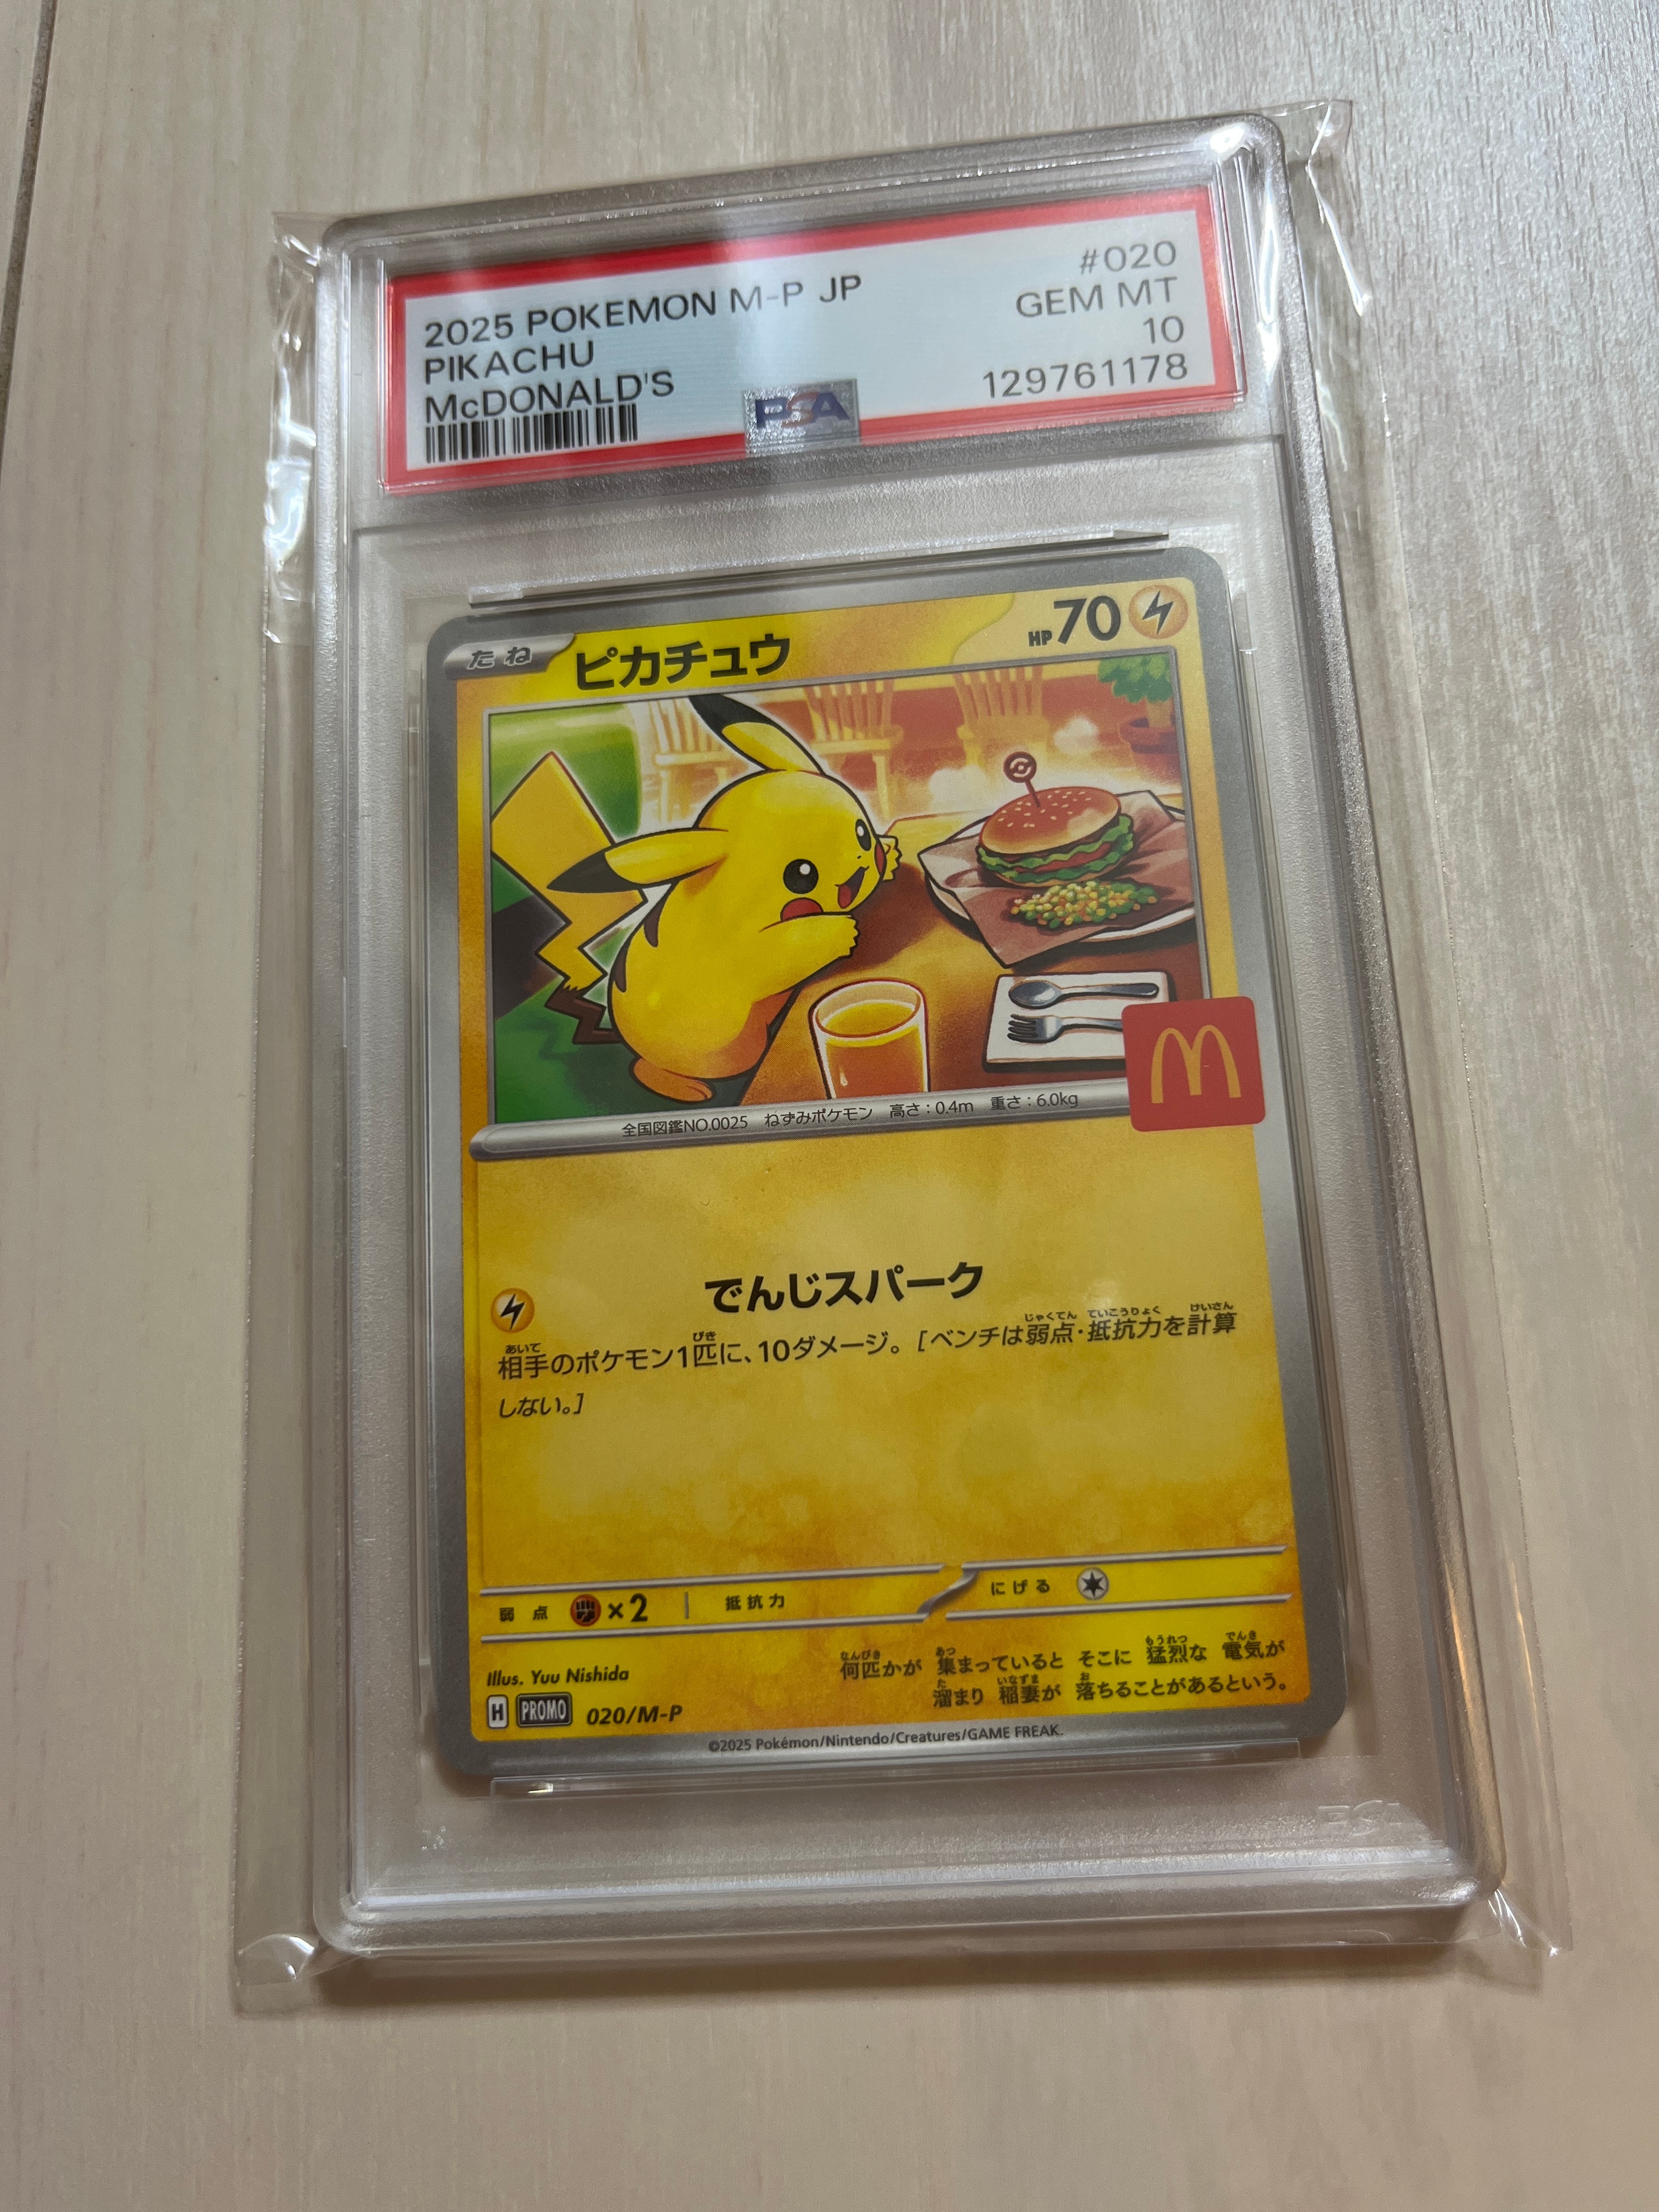 2025 POKEMON M-P JP
PIKACHU
McDONALD'S
#020
GEM MT
10
129761178
PSA
たね ピカチュウ HP70
全国図鑑NO.0025 ねずみポケモン 高さ:0.4m 重さ:6.0kg
でんじスパーク
相手のポケモン1匹に、10ダメージ。[ベンチは弱点・抵抗力を計算
しない。]
弱点 ×2 抵抗力 にげる
Illus. Yuu Nishida
H PROMO 020/M-P
何匹かが 集まっていると そこに 猛烈な 電気が
溜まり 稲妻が 落ちることがあるという。
©2025 Pokémon/Nintendo/Creatures/GAME FREAK.
PSA